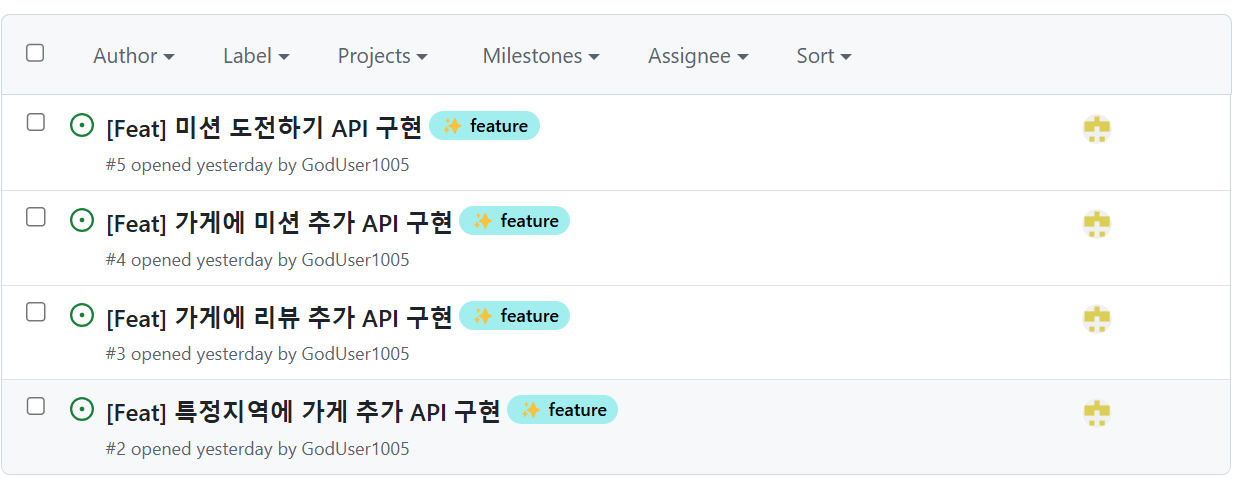 Author Label Projects Milestones Assignee Sort
[Feat] 미션 도전하기 API 구현 ✨ feature
#5 opened yesterday by GodUser1005
[Feat] 가게에 미션 추가 API 구현 ✨ feature
#4 opened yesterday by GodUser1005
[Feat] 가게에 리뷰 추가 API 구현 ✨ feature
#3 opened yesterday by GodUser1005
[Feat] 특정지역에 가게 추가 API 구현 ✨ feature
#2 opened yesterday by GodUser1005